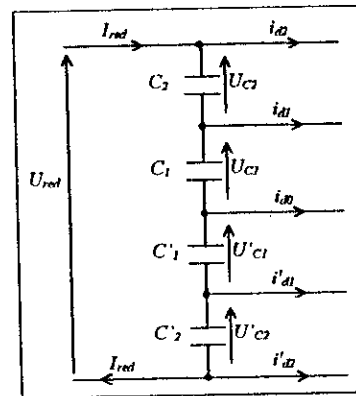 I_red i_d2
C_2 U_C2
i_d1
C_1 U_C1
U_red
i_d0
C'_1 U'_C1
i'_d1
C'_2 U'_C2
I_red i'_d2